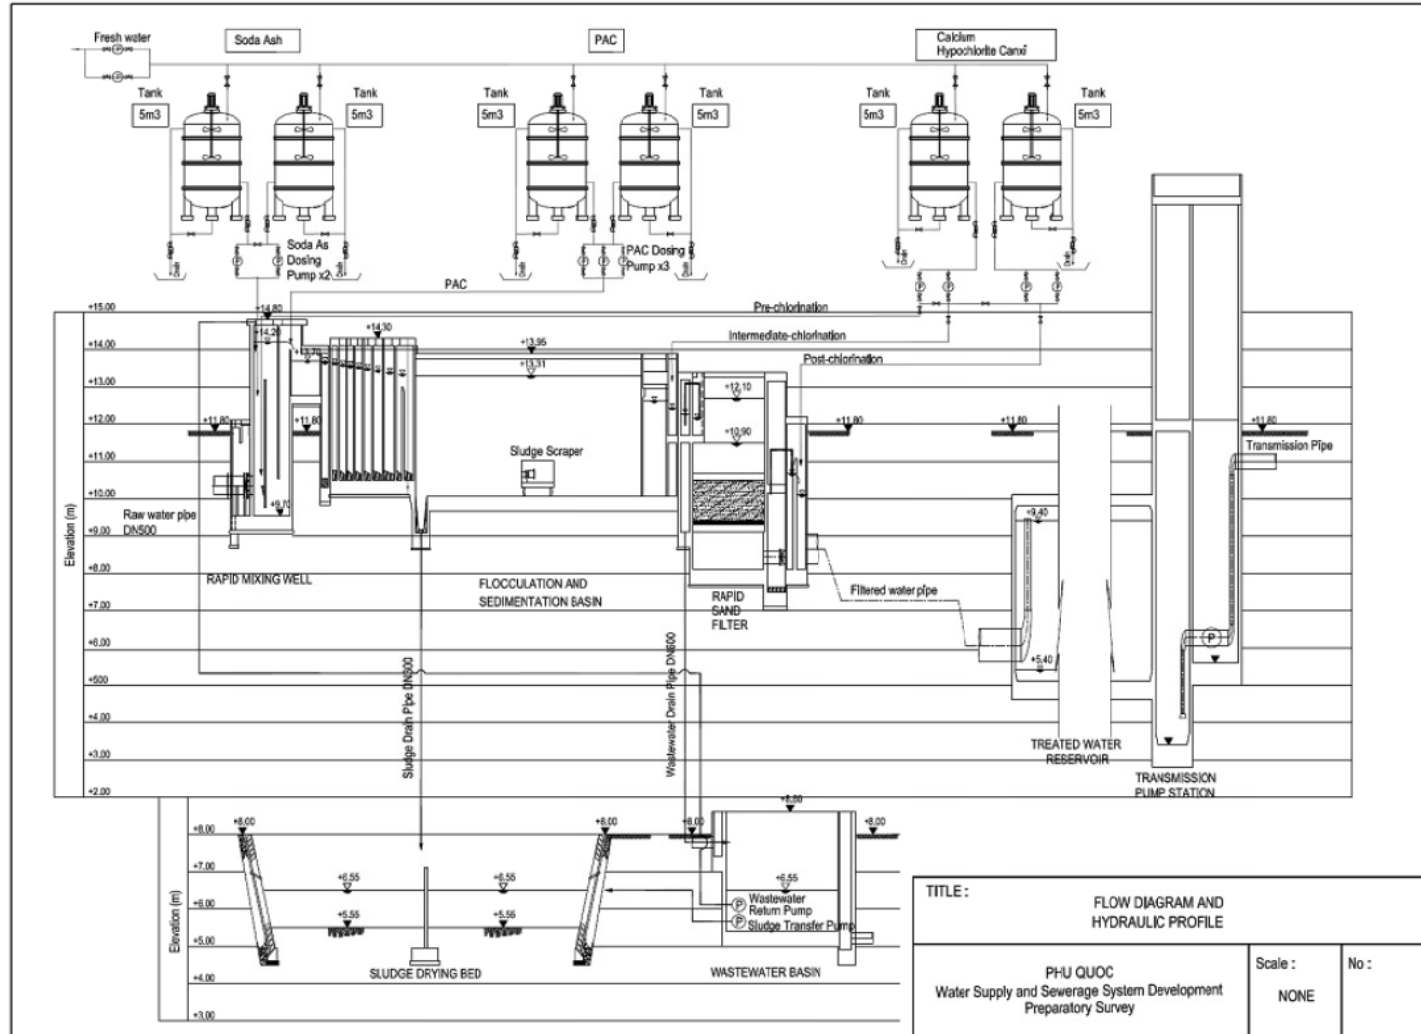 Fresh water
Soda Ash
PAC
Calcium
Hypochlorite Canxi
Tank
5m3
Tank
5m3
Tank
5m3
Tank
5m3
Tank
5m3
Tank
5m3
Drain
Drain
Drain
Drain
Drain
Drain
Soda As
Dosing
Pump x2
PAC Dosing
Pump x3
PAC
Pre-chlorination
Intermediate-chlorination
Post-chlorination
Elevation (m)
+15.00
+14.00
+13.00
+12.00
+11.00
+10.00
+9.00
+8.00
+7.00
+6.00
+500
+4.00
+3.00
+2.00
+14.80
+14.20
+13.70
+14.30
+13.95
+13.31
+12.10
+10.90
+11.80
+11.80
+11.80
+11.80
+11.80
+9.70
+9.40
+5.40
Sludge Scraper
Transmission Pipe
Raw water pipe
DN500
RAPID MIXING WELL
FLOCCULATION AND
SEDIMENTATION BASIN
RAPID
SAND
FILTER
Filtered water pipe
P
Sludge Drain Pipe DN300
Wastewater Drain Pipe DN600
TREATED WATER
RESERVOIR
TRANSMISSION
PUMP STATION
Elevation (m)
+8.00
+7.00
+6.00
+5.00
+4.00
+3.00
+8.00
+8.00
+8.00
+8.00
+6.55
+6.55
+6.55
+5.55
+5.55
P Wastewater
Return Pump
P Sludge Transfer Pump
SLUDGE DRYING BED
WASTEWATER BASIN
TITLE :
FLOW DIAGRAM AND
HYDRAULIC PROFILE
PHU QUOC
Water Supply and Sewerage System Development
Preparatory Survey
Scale :
NONE
No :